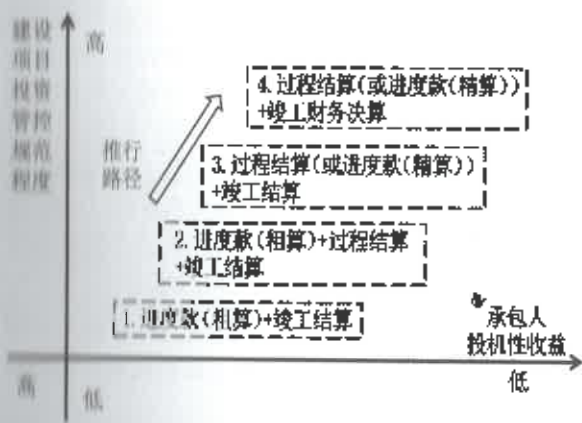 建设
项目
投资
管控
规范
程度
高
推行
路径
4.过程结算(或进度款(精算))
+竣工财务决算
3.过程结算(或进度款(精算))
+竣工结算
2.进度款(粗算)+过程结算
+竣工结算
1.进度款(粗算)+竣工结算
承包人
投机性收益
高
低
低